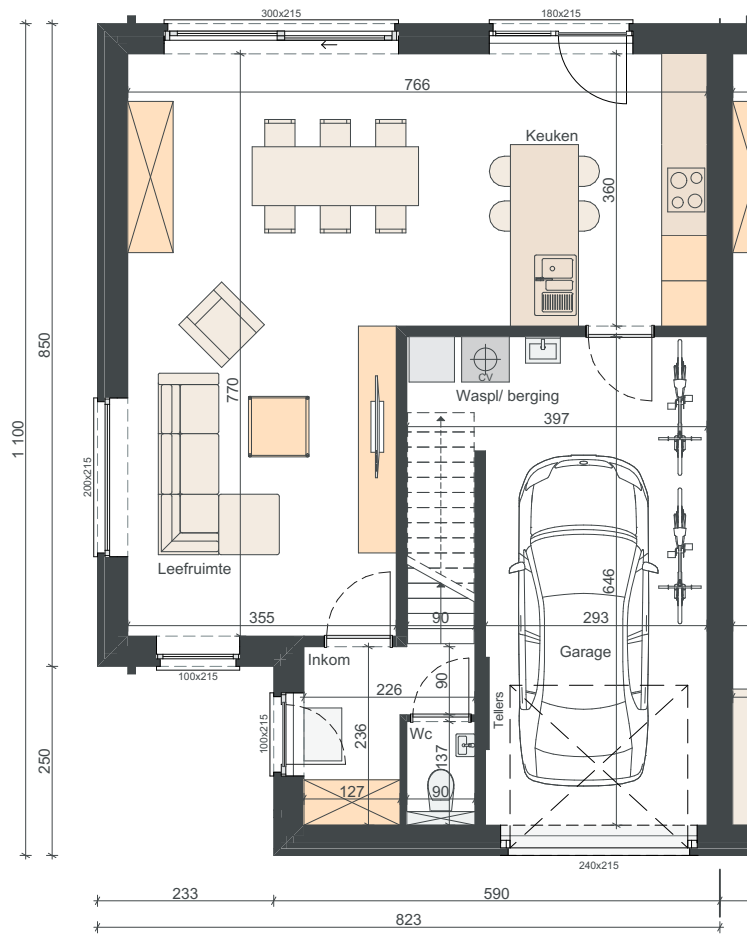 300x215
180x215
766
Keuken
360
850
770
1 100
CV
Waspl/ berging
397
200x215
Leefruimte
646
355
90
293
Inkom
Garage
100x215
226
90
Tellers
100x215
236
Wc
137
250
127
90
240x215
233
590
823